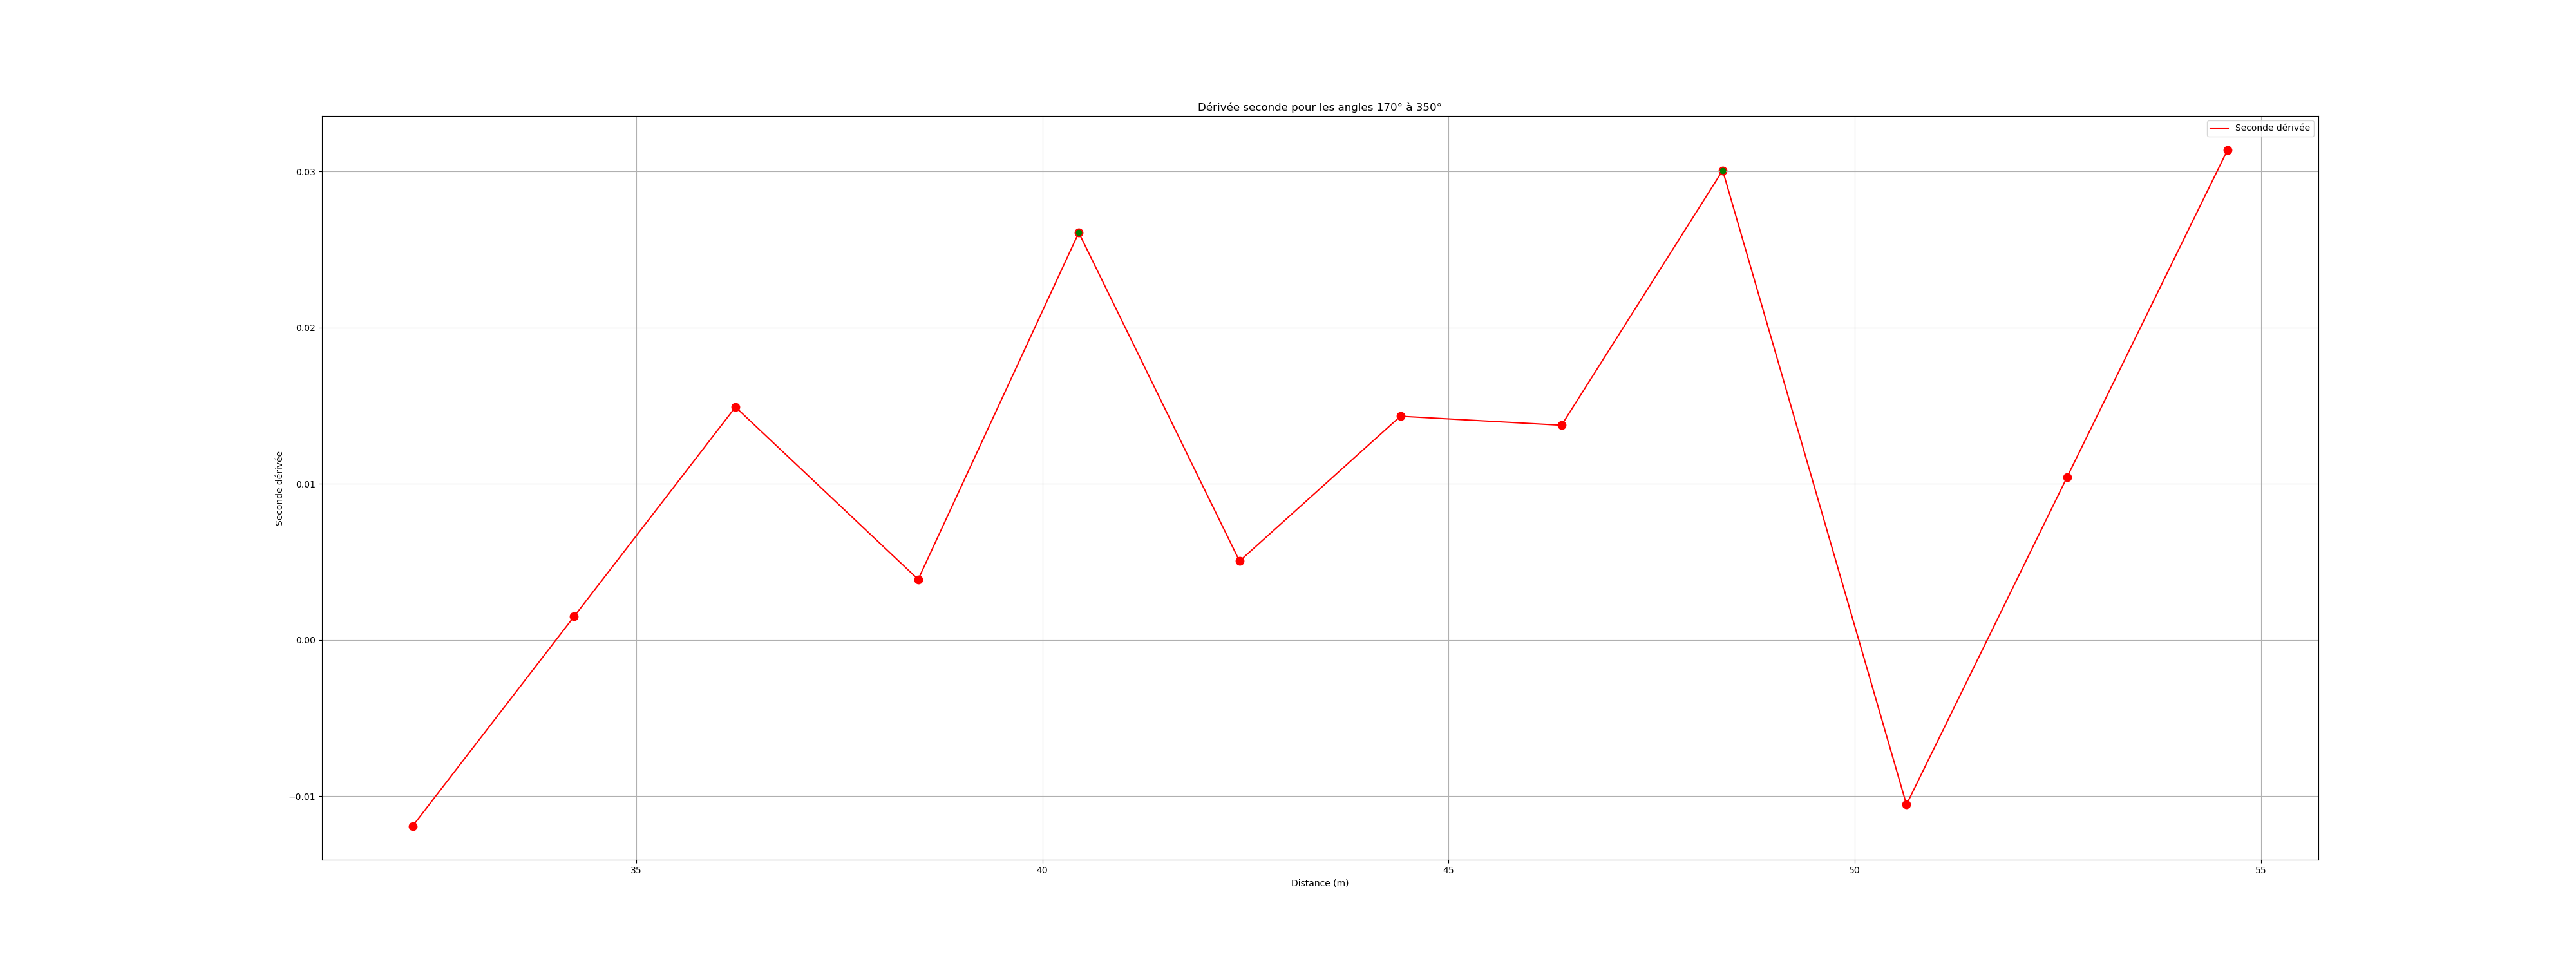 Dérivée seconde pour les angles 170° à 350°
Seconde dérivée
0.03
0.02
0.01
0.00
−0.01
Seconde dérivée
35
40
45
50
55
Distance (m)